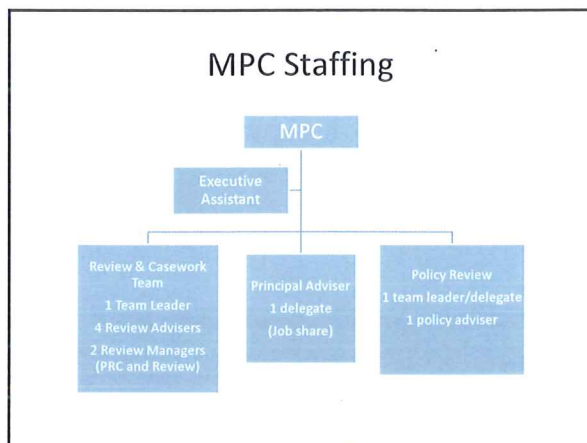 MPC Staffing
MPC
Executive
Assistant
Review & Casework
Team
1 Team Leader
4 Review Advisers
2 Review Managers
(PRC and Review)
Principal Adviser
1 delegate
(Job share)
Policy Review
1 team leader/delegate
1 policy adviser